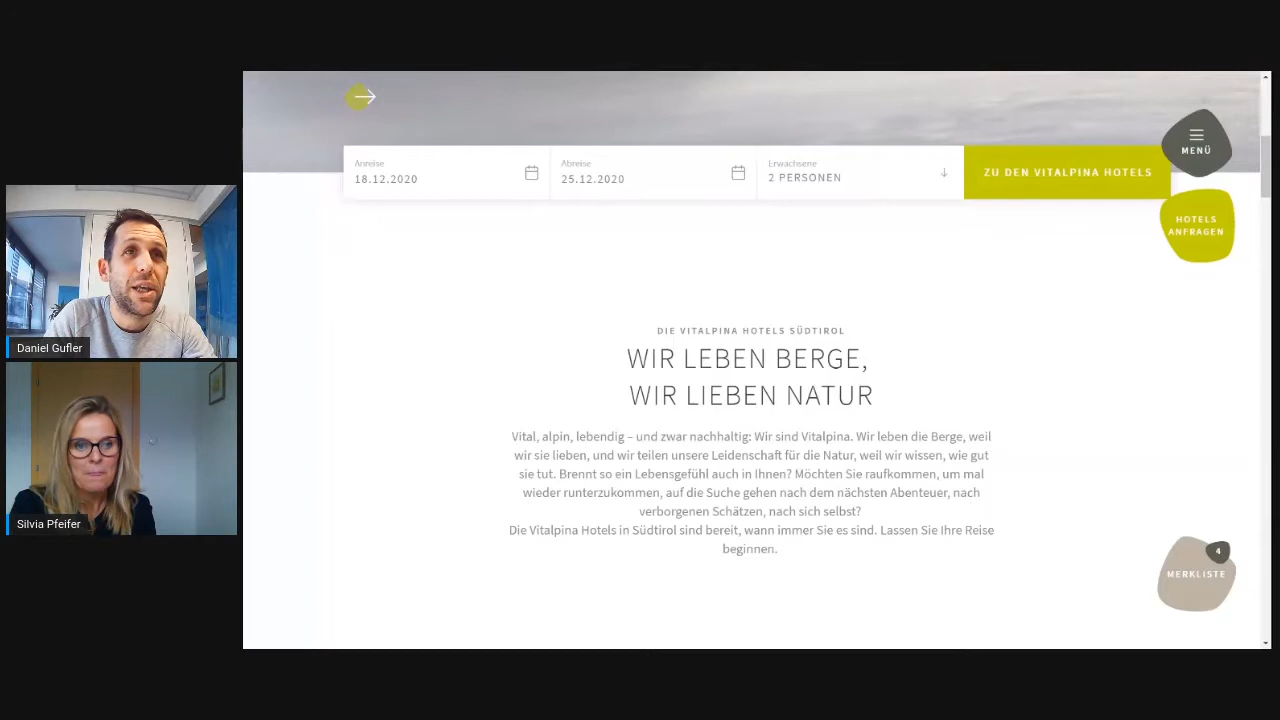 Daniel Gufler
Silvia Pfeifer
Anreise
18.12.2020
Abreise
25.12.2020
Erwachsene
2 PERSONEN
ZU DEN VITALPINA HOTELS
MENÜ
HOTELS
ANFRAGEN
DIE VITALPINA HOTELS SÜDTIROL
WIR LEBEN BERGE,
WIR LIEBEN NATUR
Vital, alpin, lebendig – und zwar nachhaltig: Wir sind Vitalpina. Wir leben die Berge, weil
wir sie lieben, und wir teilen unsere Leidenschaft für die Natur, weil wir wissen, wie gut
sie tut. Brennt so ein Lebensgefühl auch in Ihnen? Möchten Sie raufkommen, um mal
wieder runterzukommen, auf die Suche gehen nach dem nächsten Abenteuer, nach
verborgenen Schätzen, nach sich selbst?
Die Vitalpina Hotels in Südtirol sind bereit, wann immer Sie es sind. Lassen Sie Ihre Reise
beginnen.
4
MERKLISTE